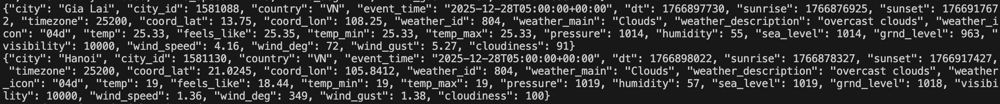 {"city": "Gia Lai", "city_id": 1581088, "country": "VN", "event_time": "2025-12-28T05:00:00+00:00", "dt": 1766897730, "sunrise": 1766876925, "sunset": 176691767
2, "timezone": 25200, "coord_lat": 13.75, "coord_lon": 108.25, "weather_id": 804, "weather_main": "Clouds", "weather_description": "overcast clouds", "weather_i
con": "04d", "temp": 25.33, "feels_like": 25.35, "temp_min": 25.33, "temp_max": 25.33, "pressure": 1014, "humidity": 55, "sea_level": 1014, "grnd_level": 963, "
visibility": 10000, "wind_speed": 4.16, "wind_deg": 72, "wind_gust": 5.27, "cloudiness": 91}
{"city": "Hanoi", "city_id": 1581130, "country": "VN", "event_time": "2025-12-28T05:00:00+00:00", "dt": 1766898022, "sunrise": 1766878327, "sunset": 1766917427,
 "timezone": 25200, "coord_lat": 21.0245, "coord_lon": 105.8412, "weather_id": 804, "weather_main": "Clouds", "weather_description": "overcast clouds", "weather
_icon": "04d", "temp": 19, "feels_like": 18.44, "temp_min": 19, "temp_max": 19, "pressure": 1019, "humidity": 57, "sea_level": 1019, "grnd_level": 1018, "visibi
lity": 10000, "wind_speed": 1.36, "wind_deg": 349, "wind_gust": 1.38, "cloudiness": 100}